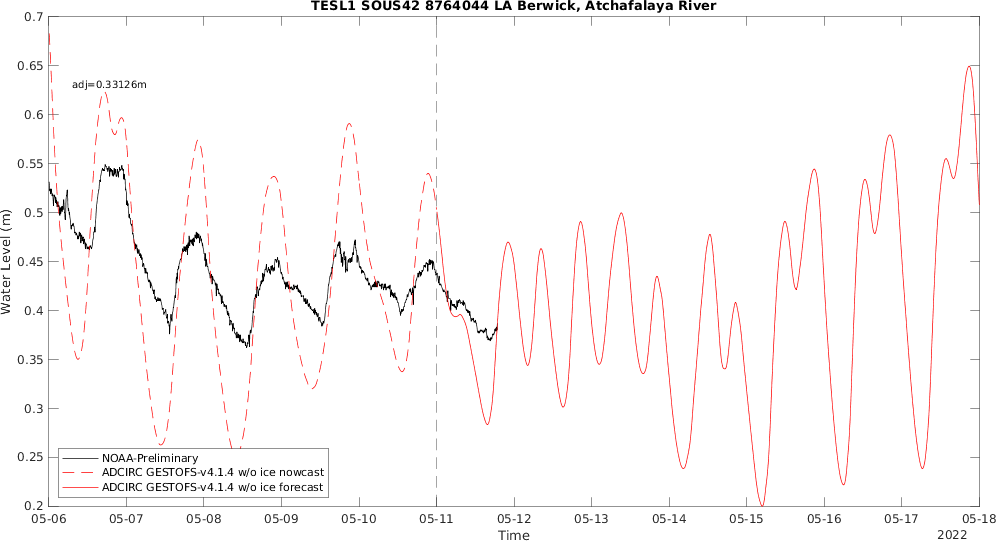 TESL1 SOUS42 8764044 LA Berwick, Atchafalaya River
0.7
0.65
0.6
0.55
0.5
0.45
0.4
0.35
0.3
0.25
0.2
Water Level (m)
adj=0.33126m
NOAA-Preliminary
ADCIRC GESTOFS-v4.1.4 w/o ice nowcast
ADCIRC GESTOFS-v4.1.4 w/o ice forecast
05-06 05-07 05-08 05-09 05-10 05-11 05-12 05-13 05-14 05-15 05-16 05-17 05-18
Time
2022